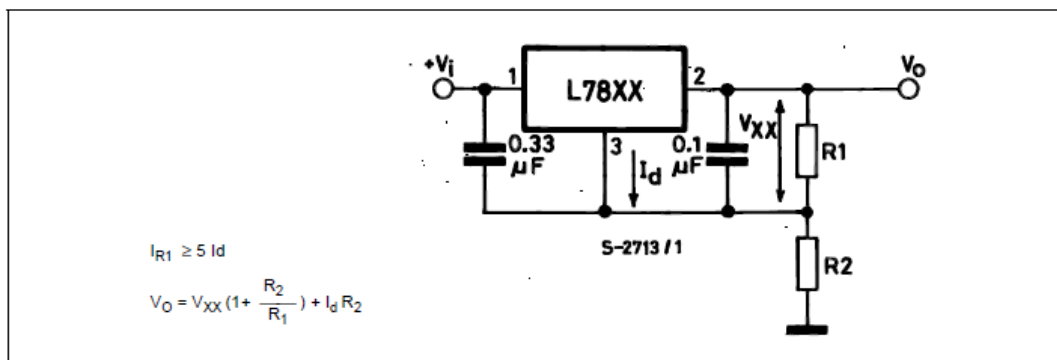 +Vi
1
L78XX
2
VO
0.33
µF
3
Id
0.1
µF
VXX
R1
S-2713/1
R2
IR1 ≥ 5 Id
VO = VXX (1+ R2/R1) + Id R2